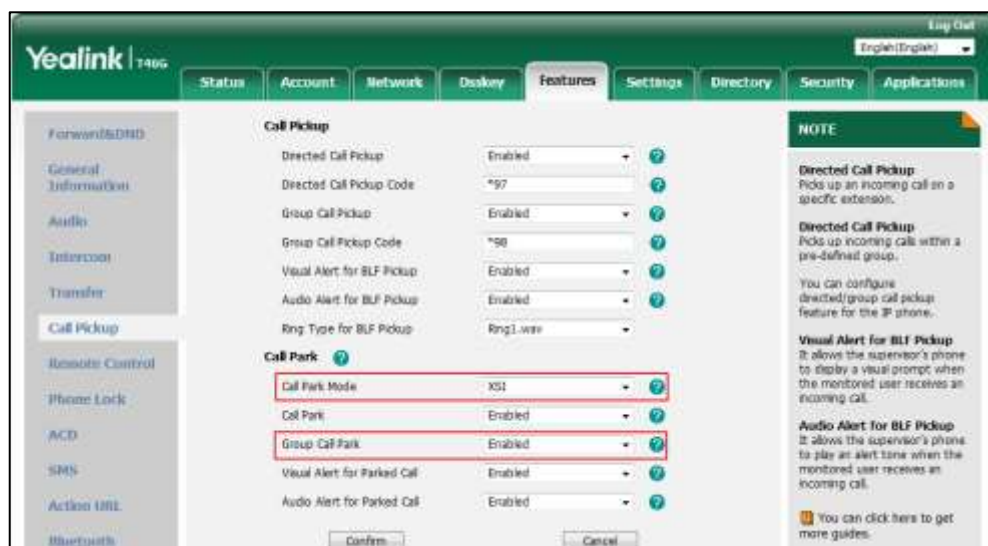 Log Out
Yealink T48G
English(English)
Status Account Network Dsskey Features Settings Directory Security Applications
Forward&DND
General
Information
Audio
Intercom
Transfer
Call Pickup
Remote Control
Phone Lock
ACD
SMS
Action URL
Bluetooth
Call Pickup
Directed Call Pickup Enabled
Directed Call Pickup Code *97
Group Call Pickup Enabled
Group Call Pickup Code *98
Visual Alert for BLF Pickup Enabled
Audio Alert for BLF Pickup Enabled
Ring Type for BLF Pickup Ring1.wav
Call Park
Call Park Mode XSI
Call Park Enabled
Group Call Park Enabled
Visual Alert for Parked Call Enabled
Audio Alert for Parked Call Enabled
Confirm Cancel
NOTE
Directed Call Pickup
Picks up an incoming call on a
specific extension.
Directed Call Pickup
Picks up incoming calls within a
pre-defined group.
You can configure
directed/group call pickup
feature for the IP phone.
Visual Alert for BLF Pickup
It allows the supervisor's phone
to display a visual prompt when
the monitored user receives an
incoming call.
Audio Alert for BLF Pickup
It allows the supervisor's phone
to play an alert tone when the
monitored user receives an
incoming call.
You can click here to get
more guides.